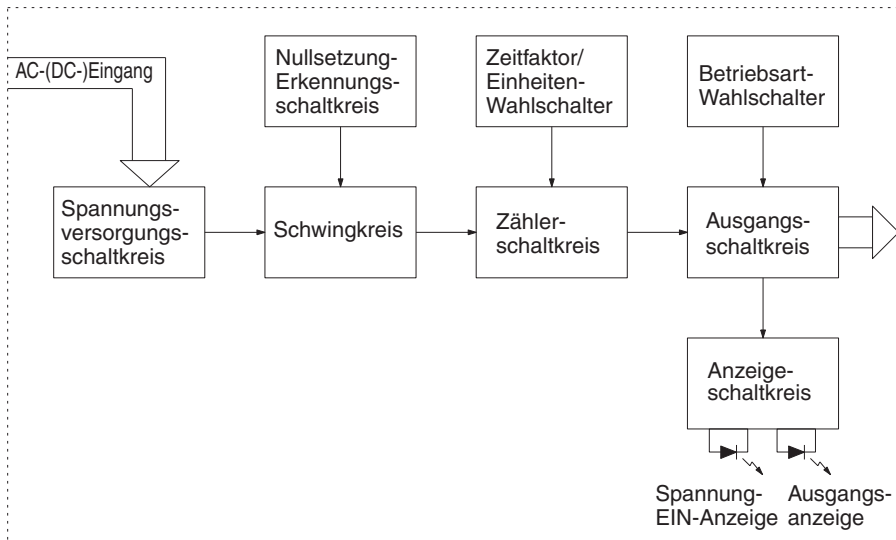 AC-(DC-)Eingang
Nullsetzung-
Erkennungs-
schaltkreis
Zeitfaktor/
Einheiten-
Wahlschalter
Betriebsart-
Wahlschalter
Spannungs-
versorgungs-
schaltkreis
Schwingkreis
Zähler-
schaltkreis
Ausgangs-
schaltkreis
Anzeige-
schaltkreis
Spannung-
EIN-Anzeige
Ausgangs-
anzeige